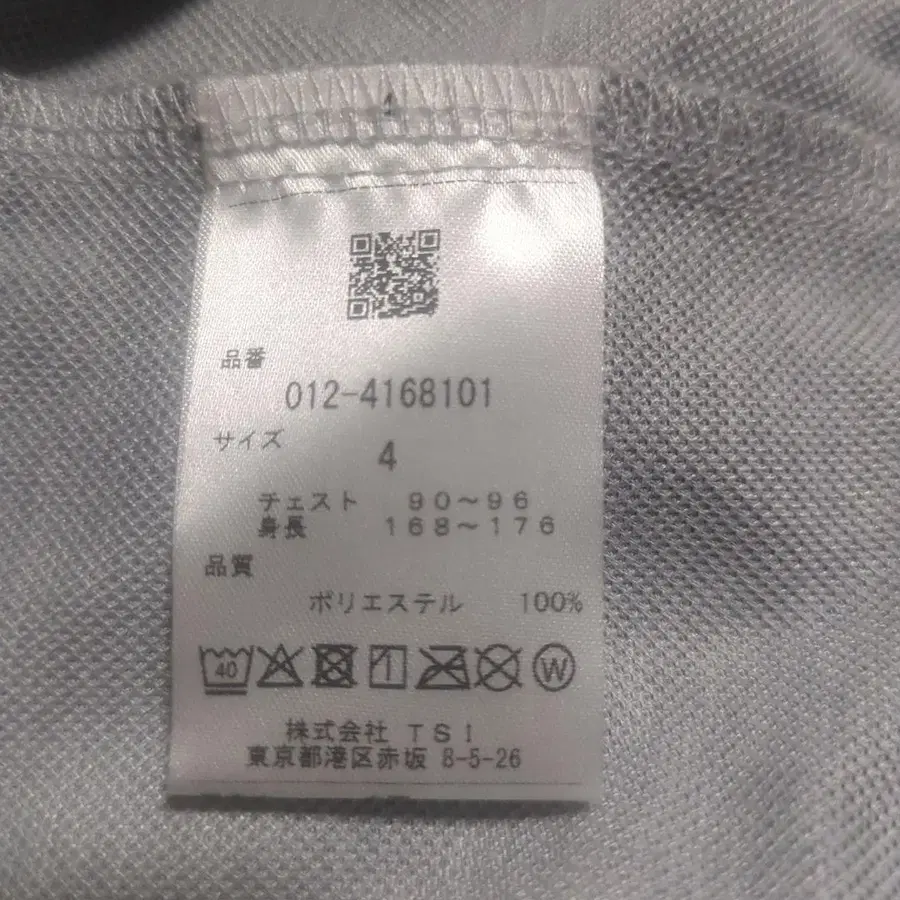 品番
012-4168101
サイズ
4
チェスト 90～96
身長 168～176
品質
ポリエステル 100%
40
W
株式会社 TSI
東京都港区赤坂 8-5-26